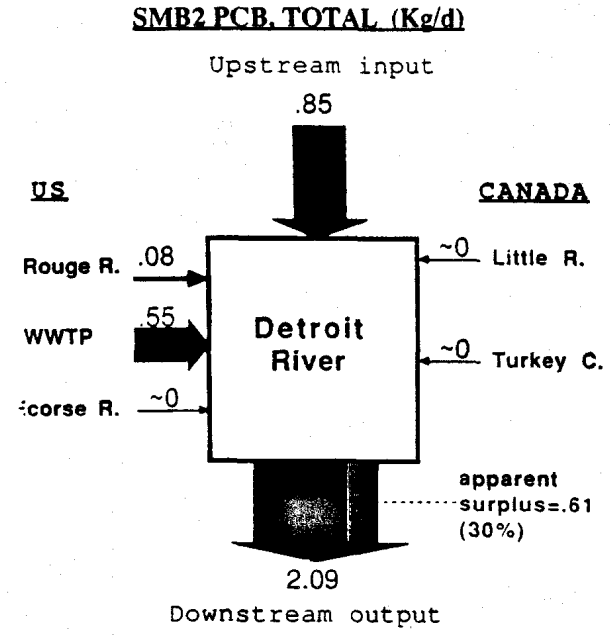 SMB2 PCB, TOTAL (Kg/d)
Upstream input
.85
US
CANADA
Rouge R. .08
~0 Little R.
WWTP .55
Detroit
River
~0 Turkey C.
corse R. ~0
apparent
surplus=.61
(30%)
2.09
Downstream output